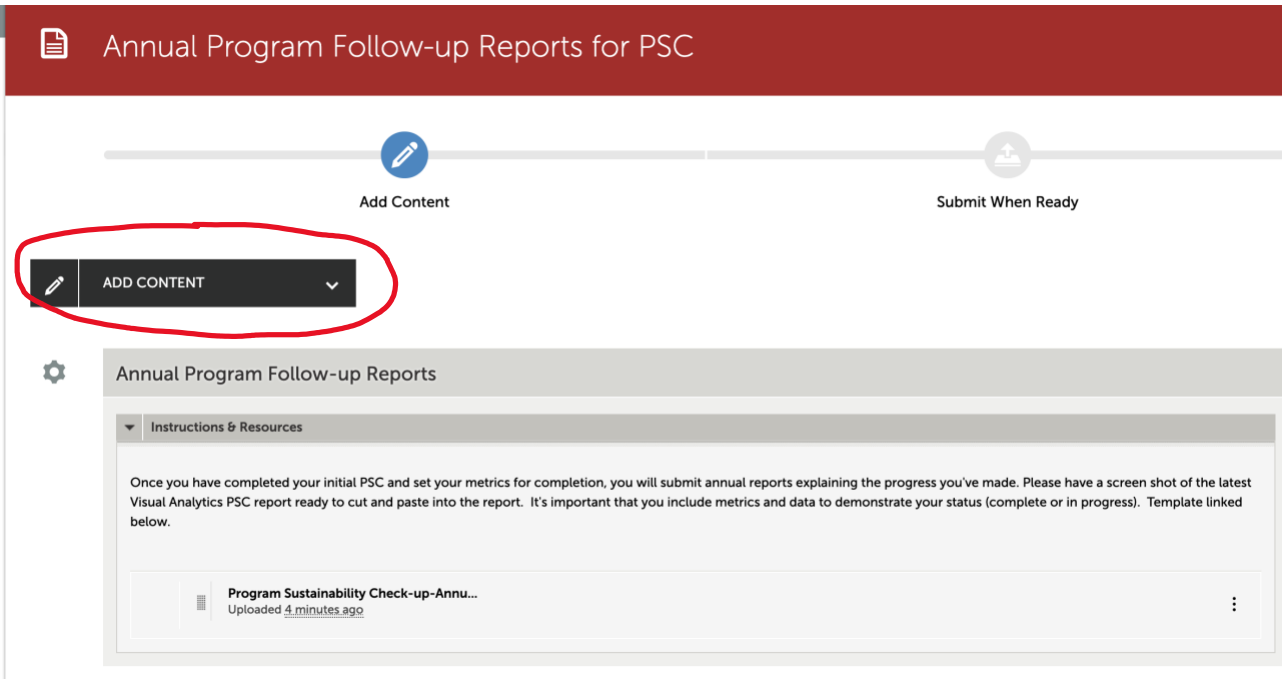 Annual Program Follow-up Reports for PSC
Add Content
Submit When Ready
ADD CONTENT
Annual Program Follow-up Reports
Instructions & Resources
Once you have completed your initial PSC and set your metrics for completion, you will submit annual reports explaining the progress you've made. Please have a screen shot of the latest
Visual Analytics PSC report ready to cut and paste into the report.  It's important that you include metrics and data to demonstrate your status (complete or in progress).  Template linked
below.
Program Sustainability Check-up-Annu...
Uploaded 4 minutes ago